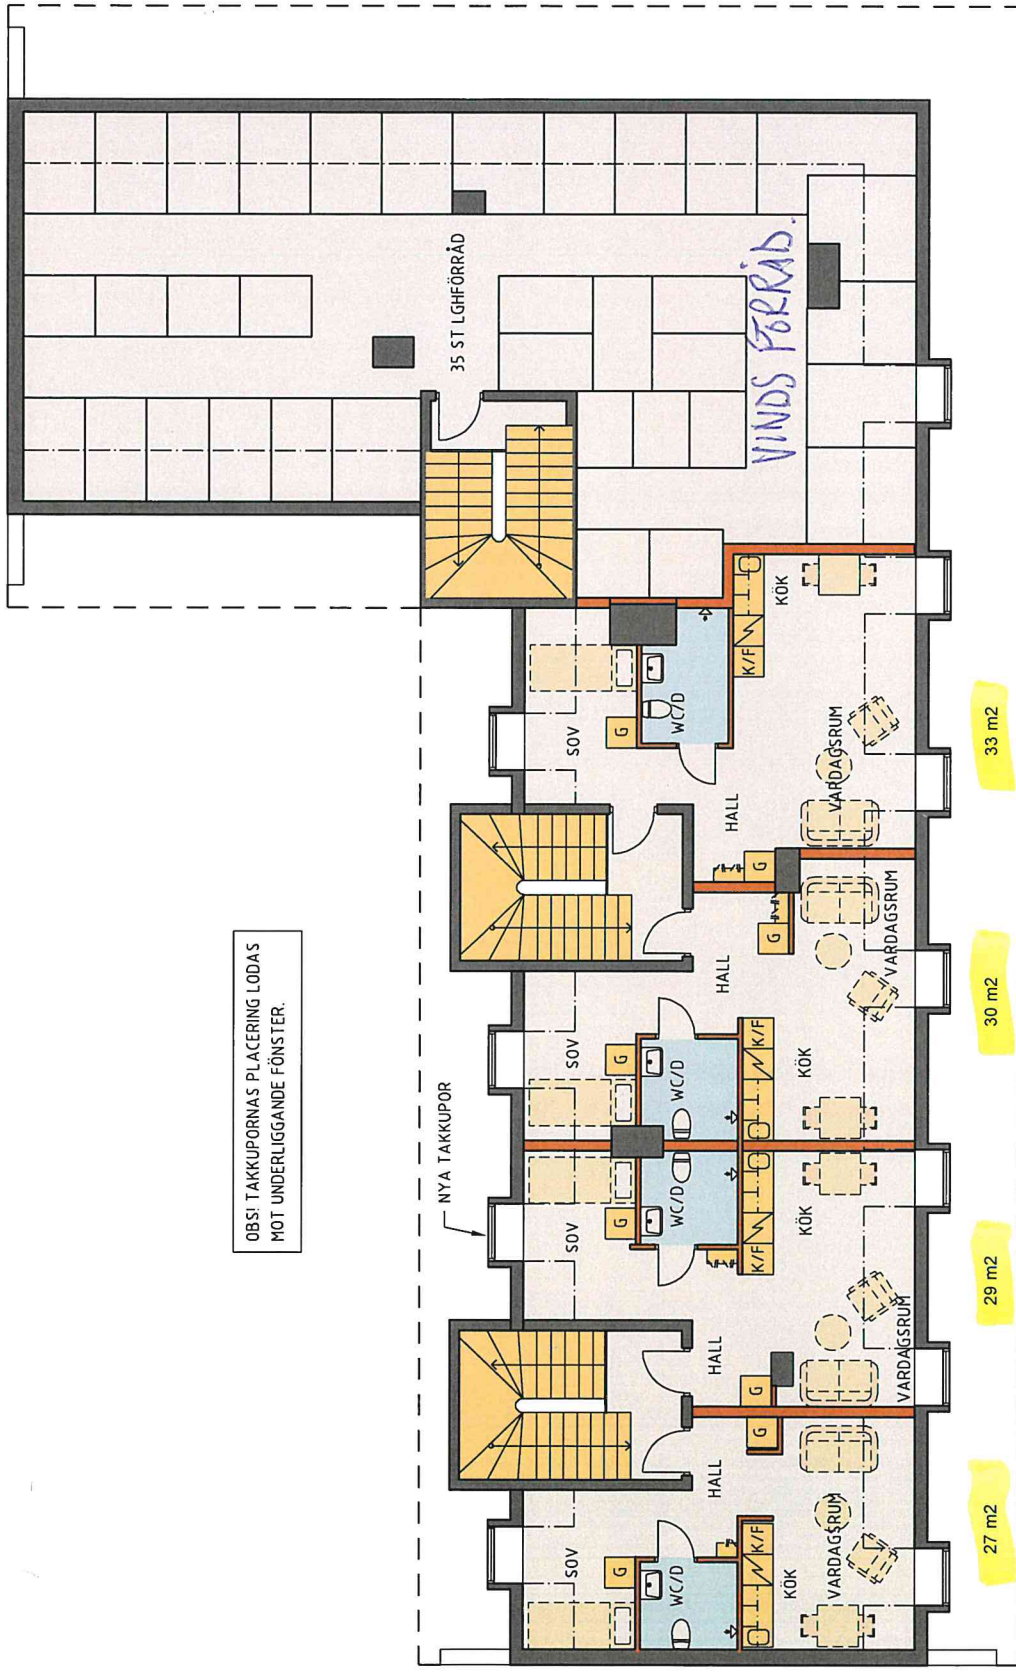 OBS! TAKKUPORNAS PLACERING LODAS
MOT UNDERLIGGANDE FÖNSTER.
NYA TAKKUPOR
35 ST LGHFÖRRÅD
VINDS FÖRRÅD.
SOV
G
WC/D
K/F
KÖK
HALL
G
VARDAGSRUM
33 m2
SOV
G
WC/D
K/F
KÖK
HALL
G
VARDAGSRUM
30 m2
SOV
G
WC/D
K/F
KÖK
HALL
G
VARDAGSRUM
29 m2
SOV
G
WC/D
K/F
KÖK
HALL
G
VARDAGSRUM
27 m2